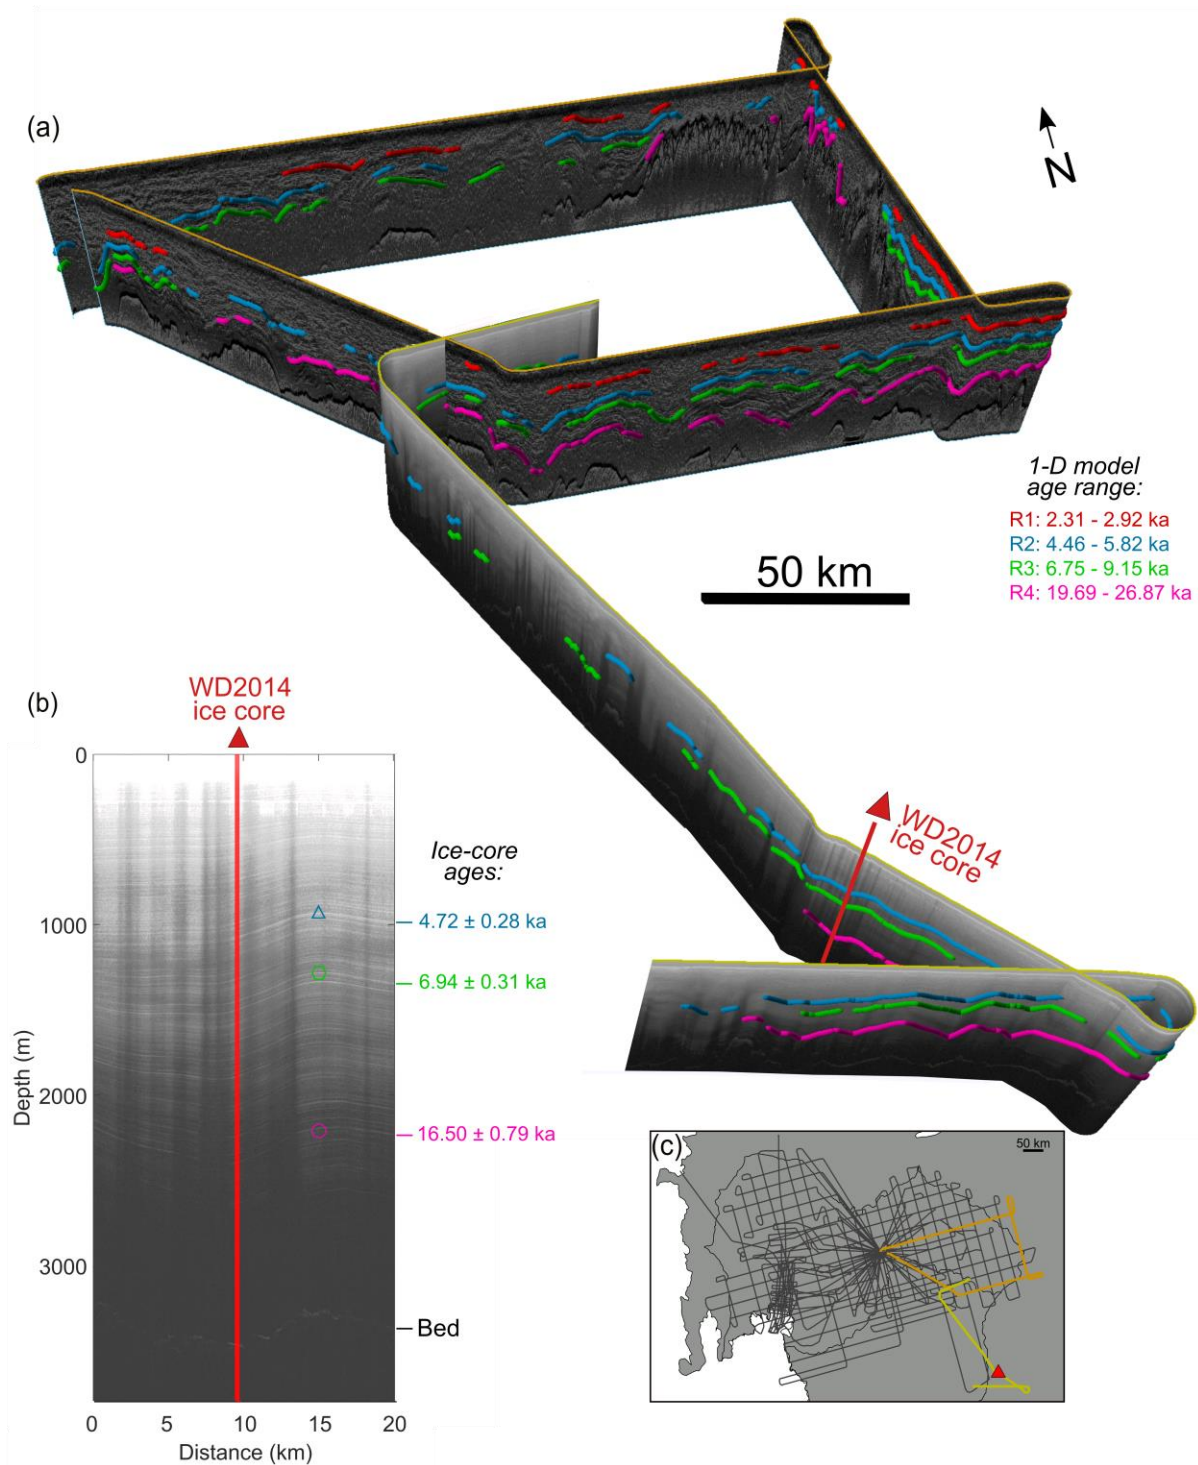 (a)
N
1-D model
age range:
R1: 2.31 - 2.92 ka
R2: 4.46 - 5.82 ka
R3: 6.75 - 9.15 ka
R4: 19.69 - 26.87 ka
50 km
WD2014
ice core
(b)
WD2014
ice core
Ice-core
ages:
4.72 ± 0.28 ka
6.94 ± 0.31 ka
16.50 ± 0.79 ka
Bed
Depth (m)
0
1000
2000
3000
0
5
10
15
20
Distance (km)
(c)
50 km